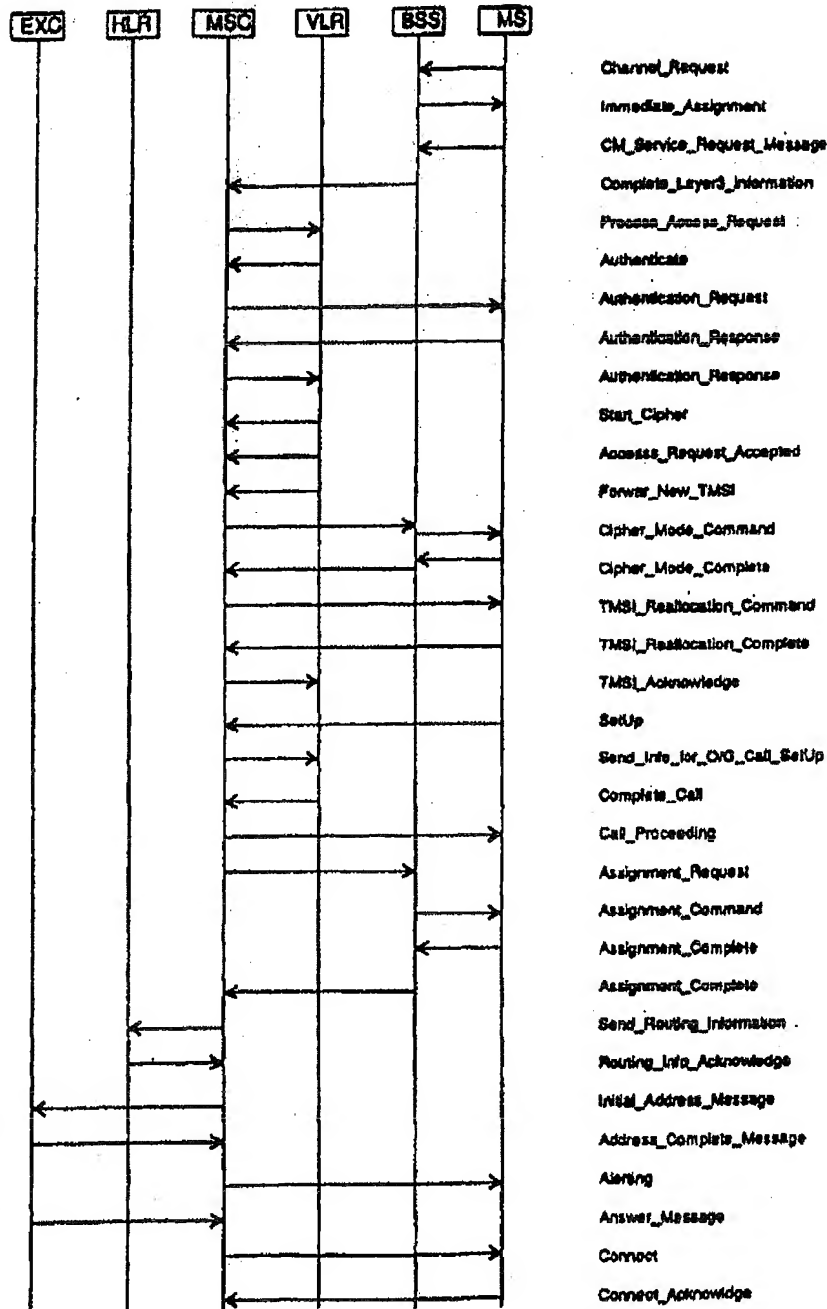 EXC HLR MSC VLR BSS MS
Channel_Request
Immediate_Assignment
CM_Service_Request_Message
Complete_Layer3_Information
Process_Access_Request
Authenticate
Authentication_Request
Authentication_Response
Authentication_Response
Start_Cipher
Accesss_Request_Accepted
Forwar_New_TMSI
Cipher_Mode_Command
Cipher_Mode_Complete
TMSI_Reallocation_Command
TMSI_Reallocation_Complete
TMSI_Acknowledge
SetUp
Send_Info_for_O/G_Call_SetUp
Complete_Call
Call_Proceeding
Assignment_Request
Assignment_Command
Assignment_Complete
Assignment_Complete
Send_Routing_Information
Routing_Info_Acknowledge
Initial_Address_Message
Address_Complete_Message
Alerting
Answer_Message
Connect
Connect_Acknowldge